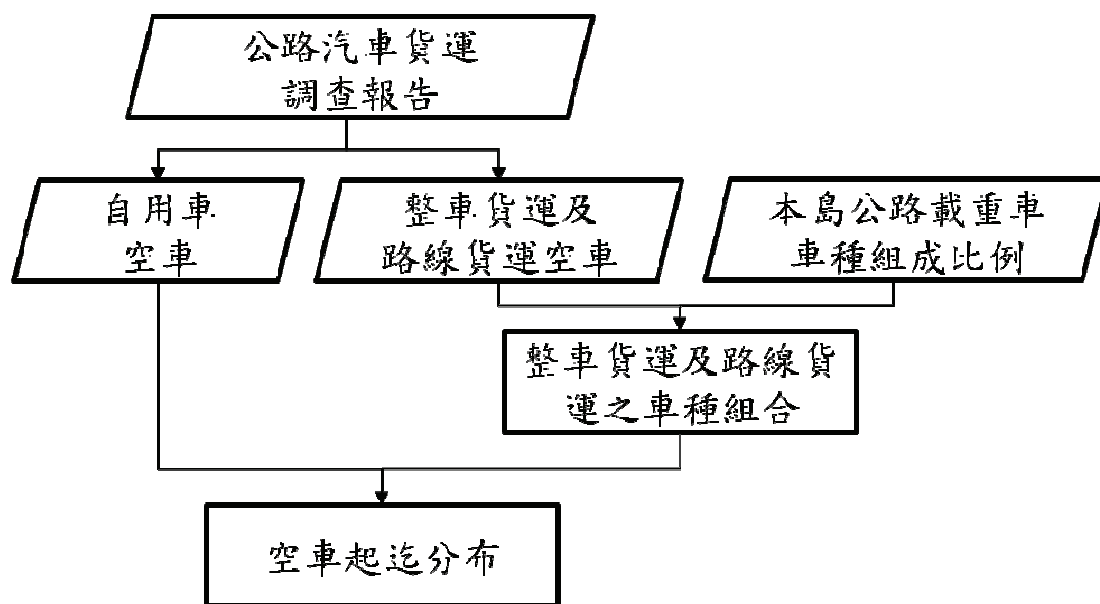 公路汽車貨運
調查報告
自用車
空車
整車貨運及
路線貨運空車
本島公路載重車
車種組成比例
整車貨運及路線貨
運之車種組合
空車起迄分布